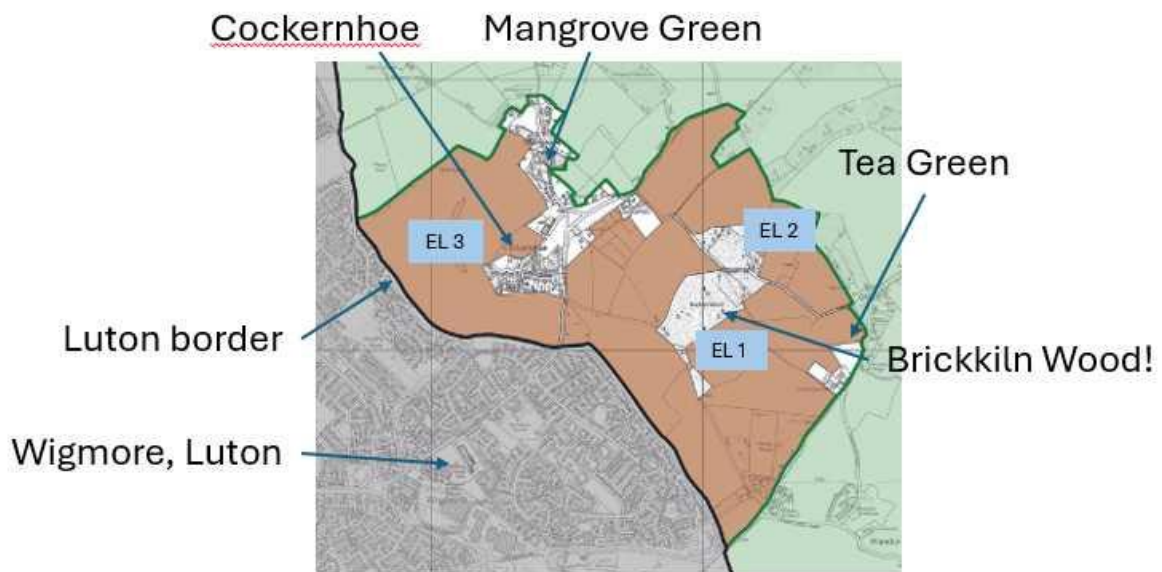 Cockernhoe
Mangrove Green
Tea Green
EL 2
EL 3
Luton border
EL 1
Brickkiln Wood!
Wigmore, Luton